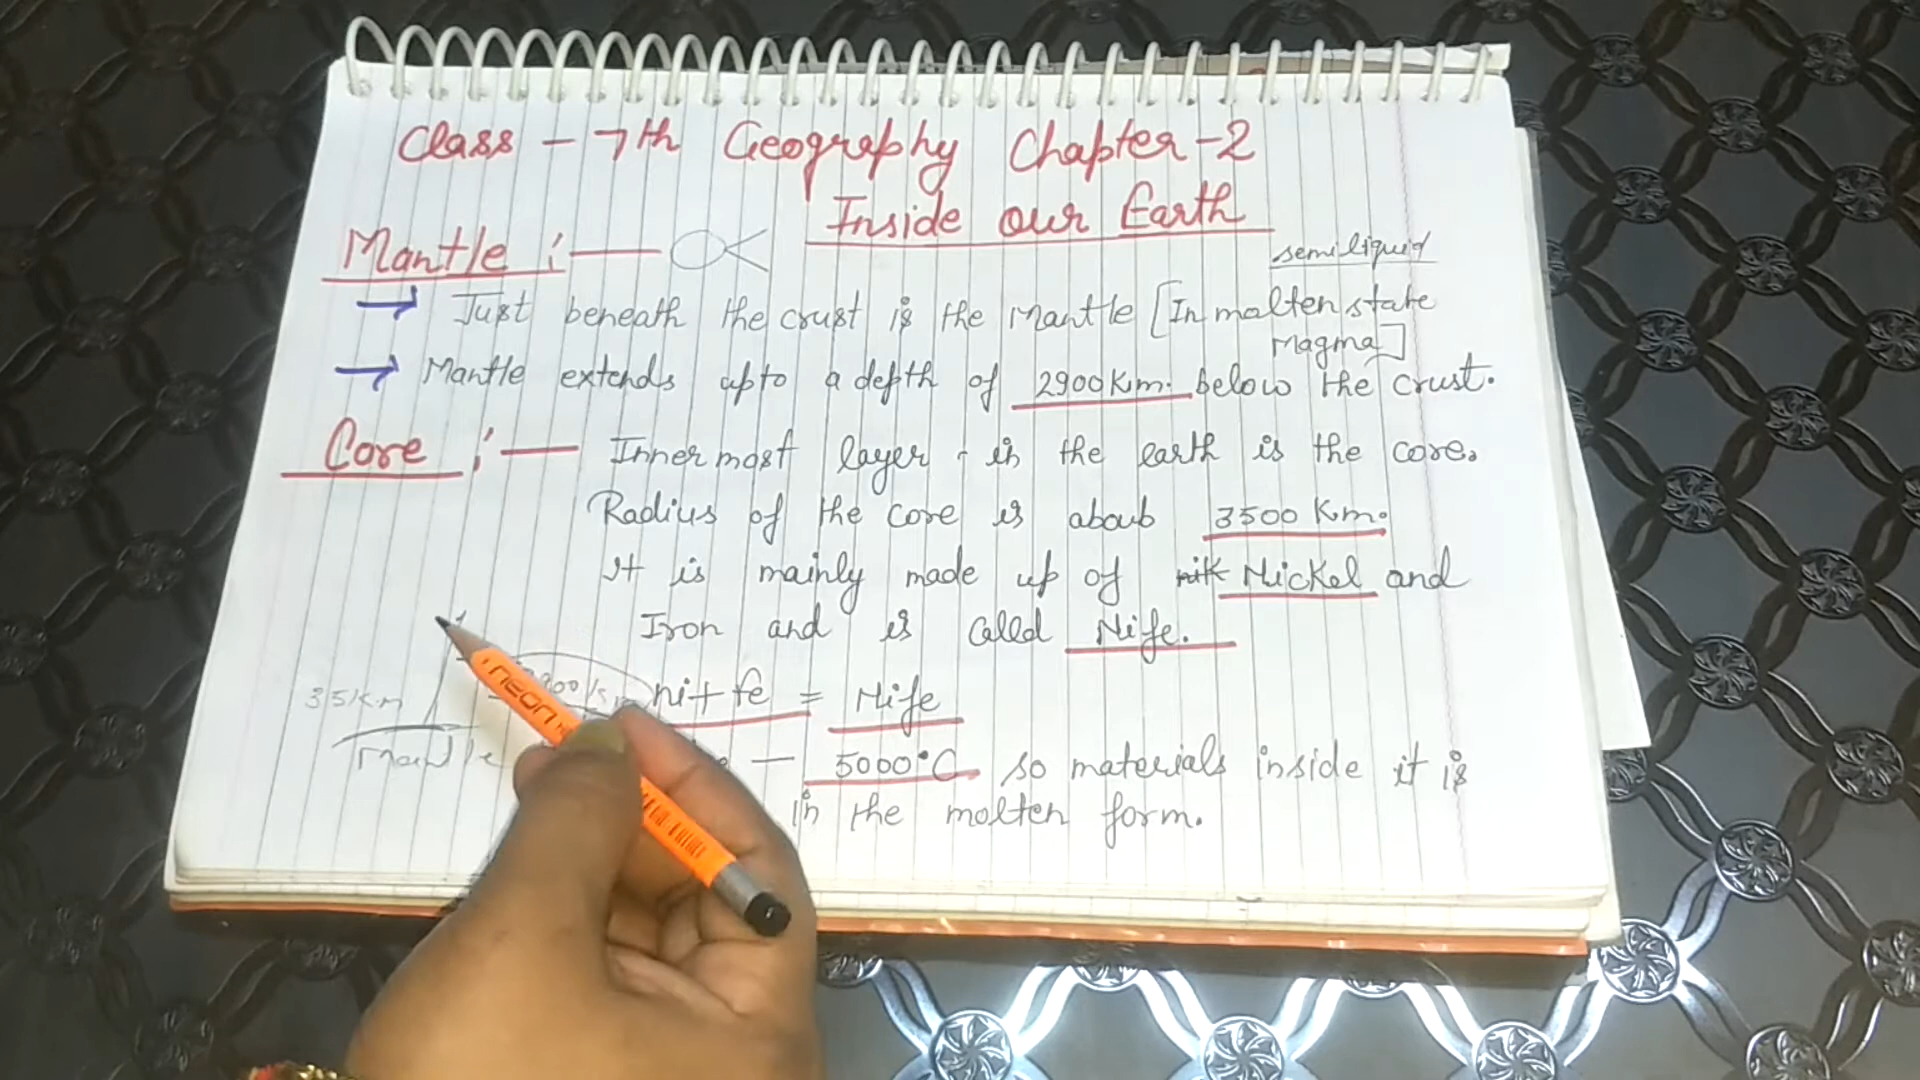 Class - 7th Geography Chapter-2
Inside our Earth
Mantle :—
semiliquid
→ Just beneath the crust is the Mantle [In molten state
Magma]
→ Mantle extends upto a depth of 2900 Km. below the crust.
Core :— Innermost layer in the earth is the core.
Radius of the core is about 3500 Km.
It is mainly made up of nik Nickel and
Iron and is called Nife.
35Km
ni+fe = Nife
Mantle
NEON
— 5000°C so materials inside it is
in the molten form.